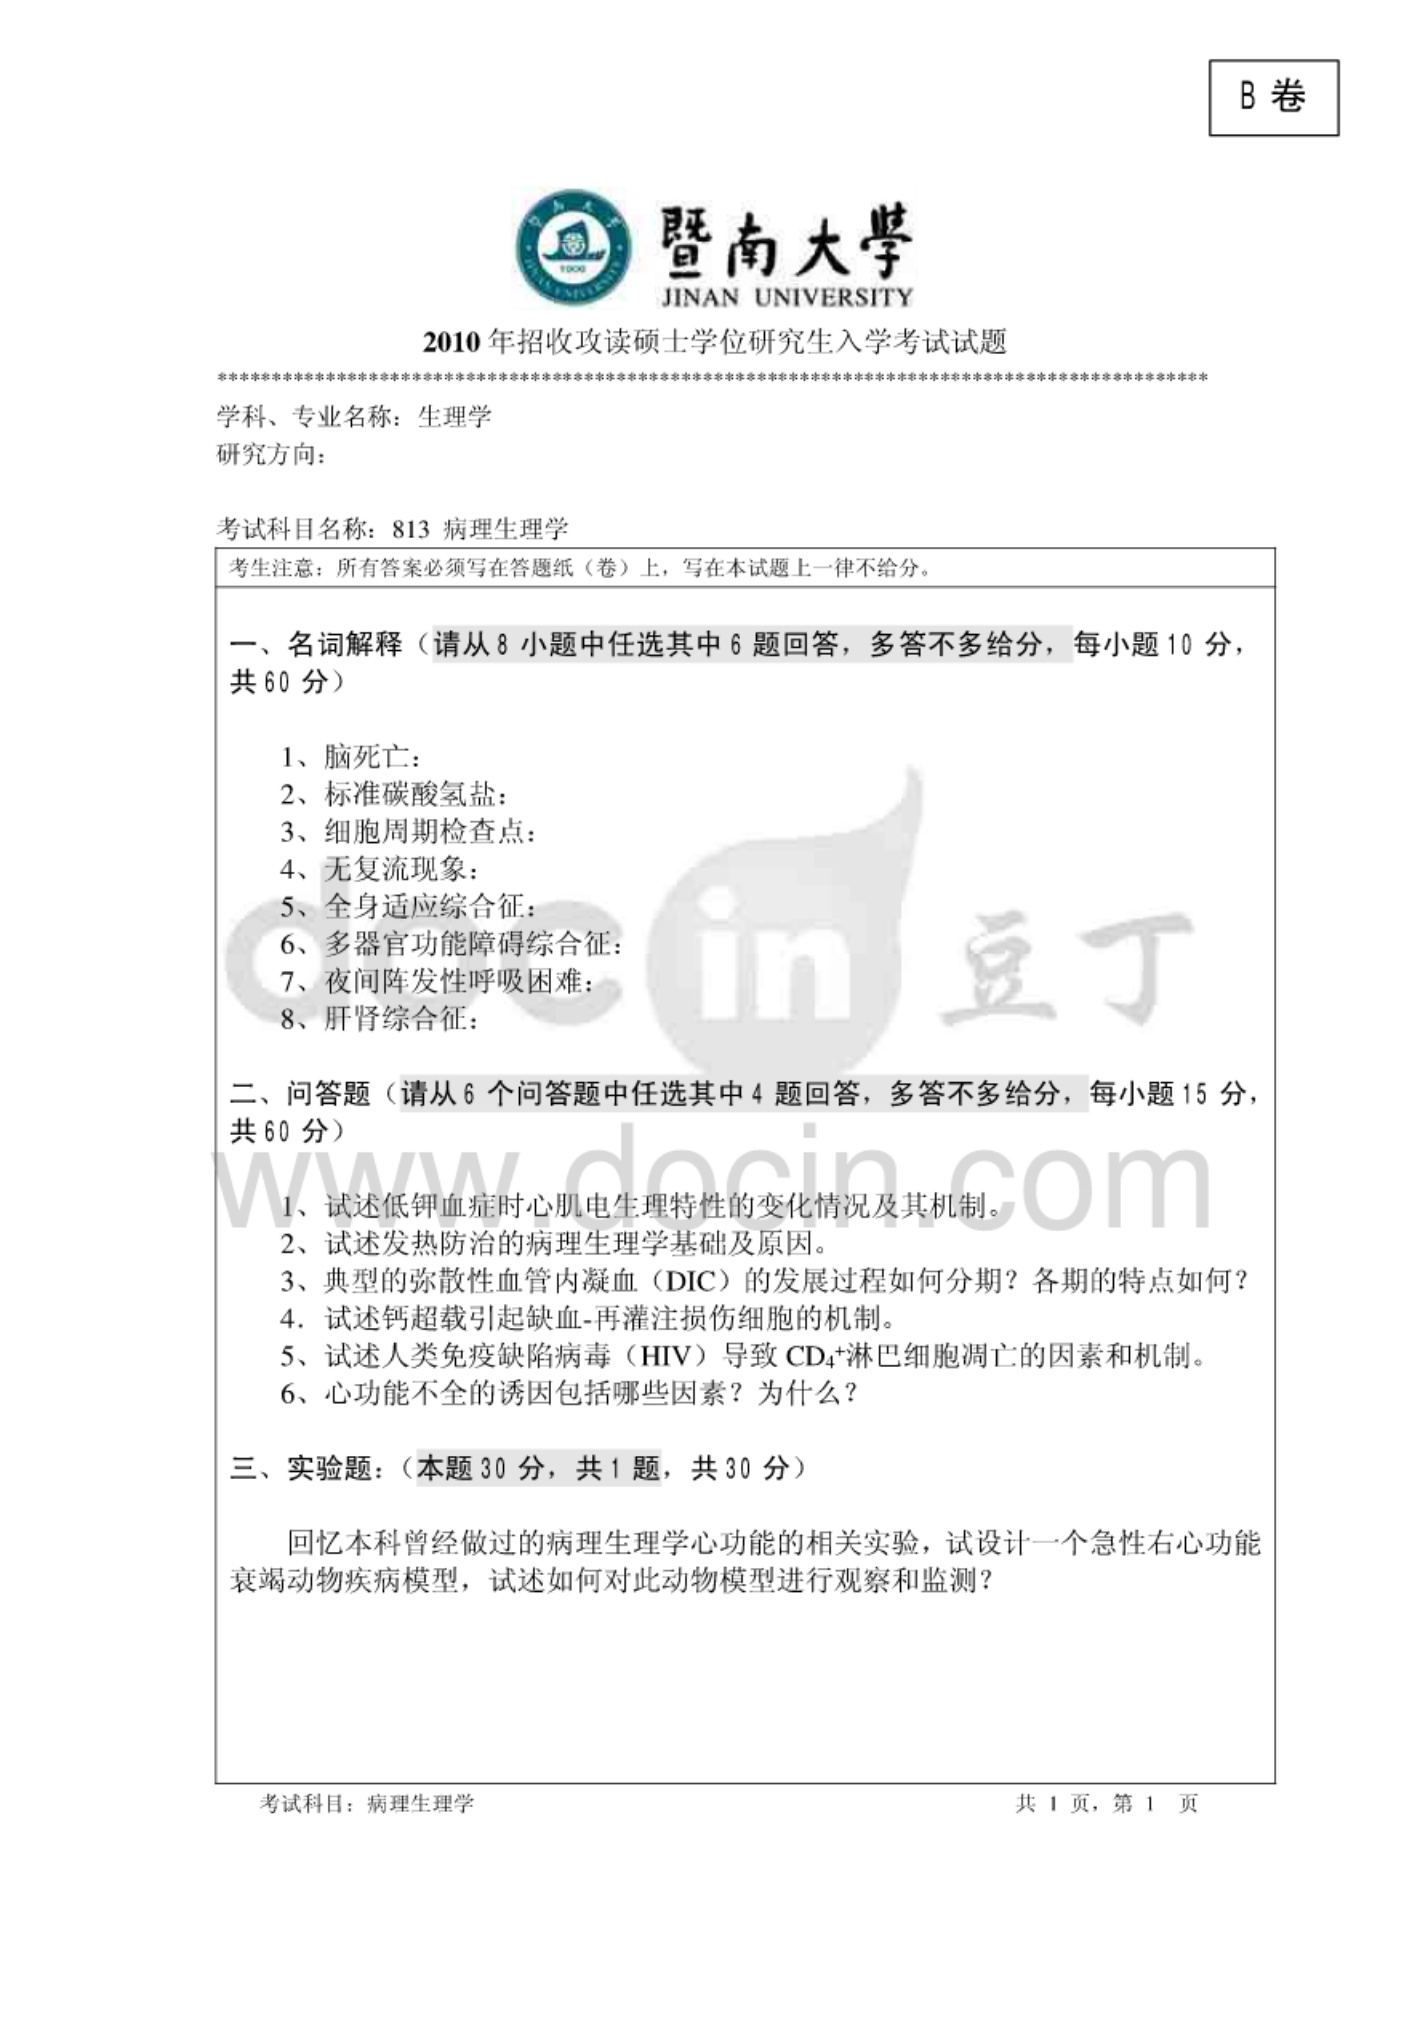 B 卷
暨南大学
JINAN UNIVERSITY
2010 年招收攻读硕士学位研究生入学考试试题
********************************************************************************************
学科、专业名称：生理学
研究方向：
考试科目名称：813 病理生理学
考生注意：所有答案必须写在答题纸（卷）上，写在本试题上一律不给分。
一、名词解释（请从 8 小题中任选其中 6 题回答，多答不多给分，每小题 10 分，
共 60 分）
1、脑死亡：
2、标准碳酸氢盐：
3、细胞周期检查点：
4、无复流现象：
5、全身适应综合征：
6、多器官功能障碍综合征：
7、夜间阵发性呼吸困难：
8、肝肾综合征：
docin 豆丁
二、问答题（请从 6 个问答题中任选其中 4 题回答，多答不多给分，每小题 15 分，
共 60 分）
www.docin.com
1、试述低钾血症时心肌电生理特性的变化情况及其机制。
2、试述发热防治的病理生理学基础及原因。
3、典型的弥散性血管内凝血（DIC）的发展过程如何分期？各期的特点如何？
4．试述钙超载引起缺血-再灌注损伤细胞的机制。
5、试述人类免疫缺陷病毒（HIV）导致 CD₄⁺淋巴细胞凋亡的因素和机制。
6、心功能不全的诱因包括哪些因素？为什么？
三、实验题：（本题 30 分，共 1 题，共 30 分）
回忆本科曾经做过的病理生理学心功能的相关实验，试设计一个急性右心功能
衰竭动物疾病模型，试述如何对此动物模型进行观察和监测？
考试科目：病理生理学
共 1 页，第 1 页